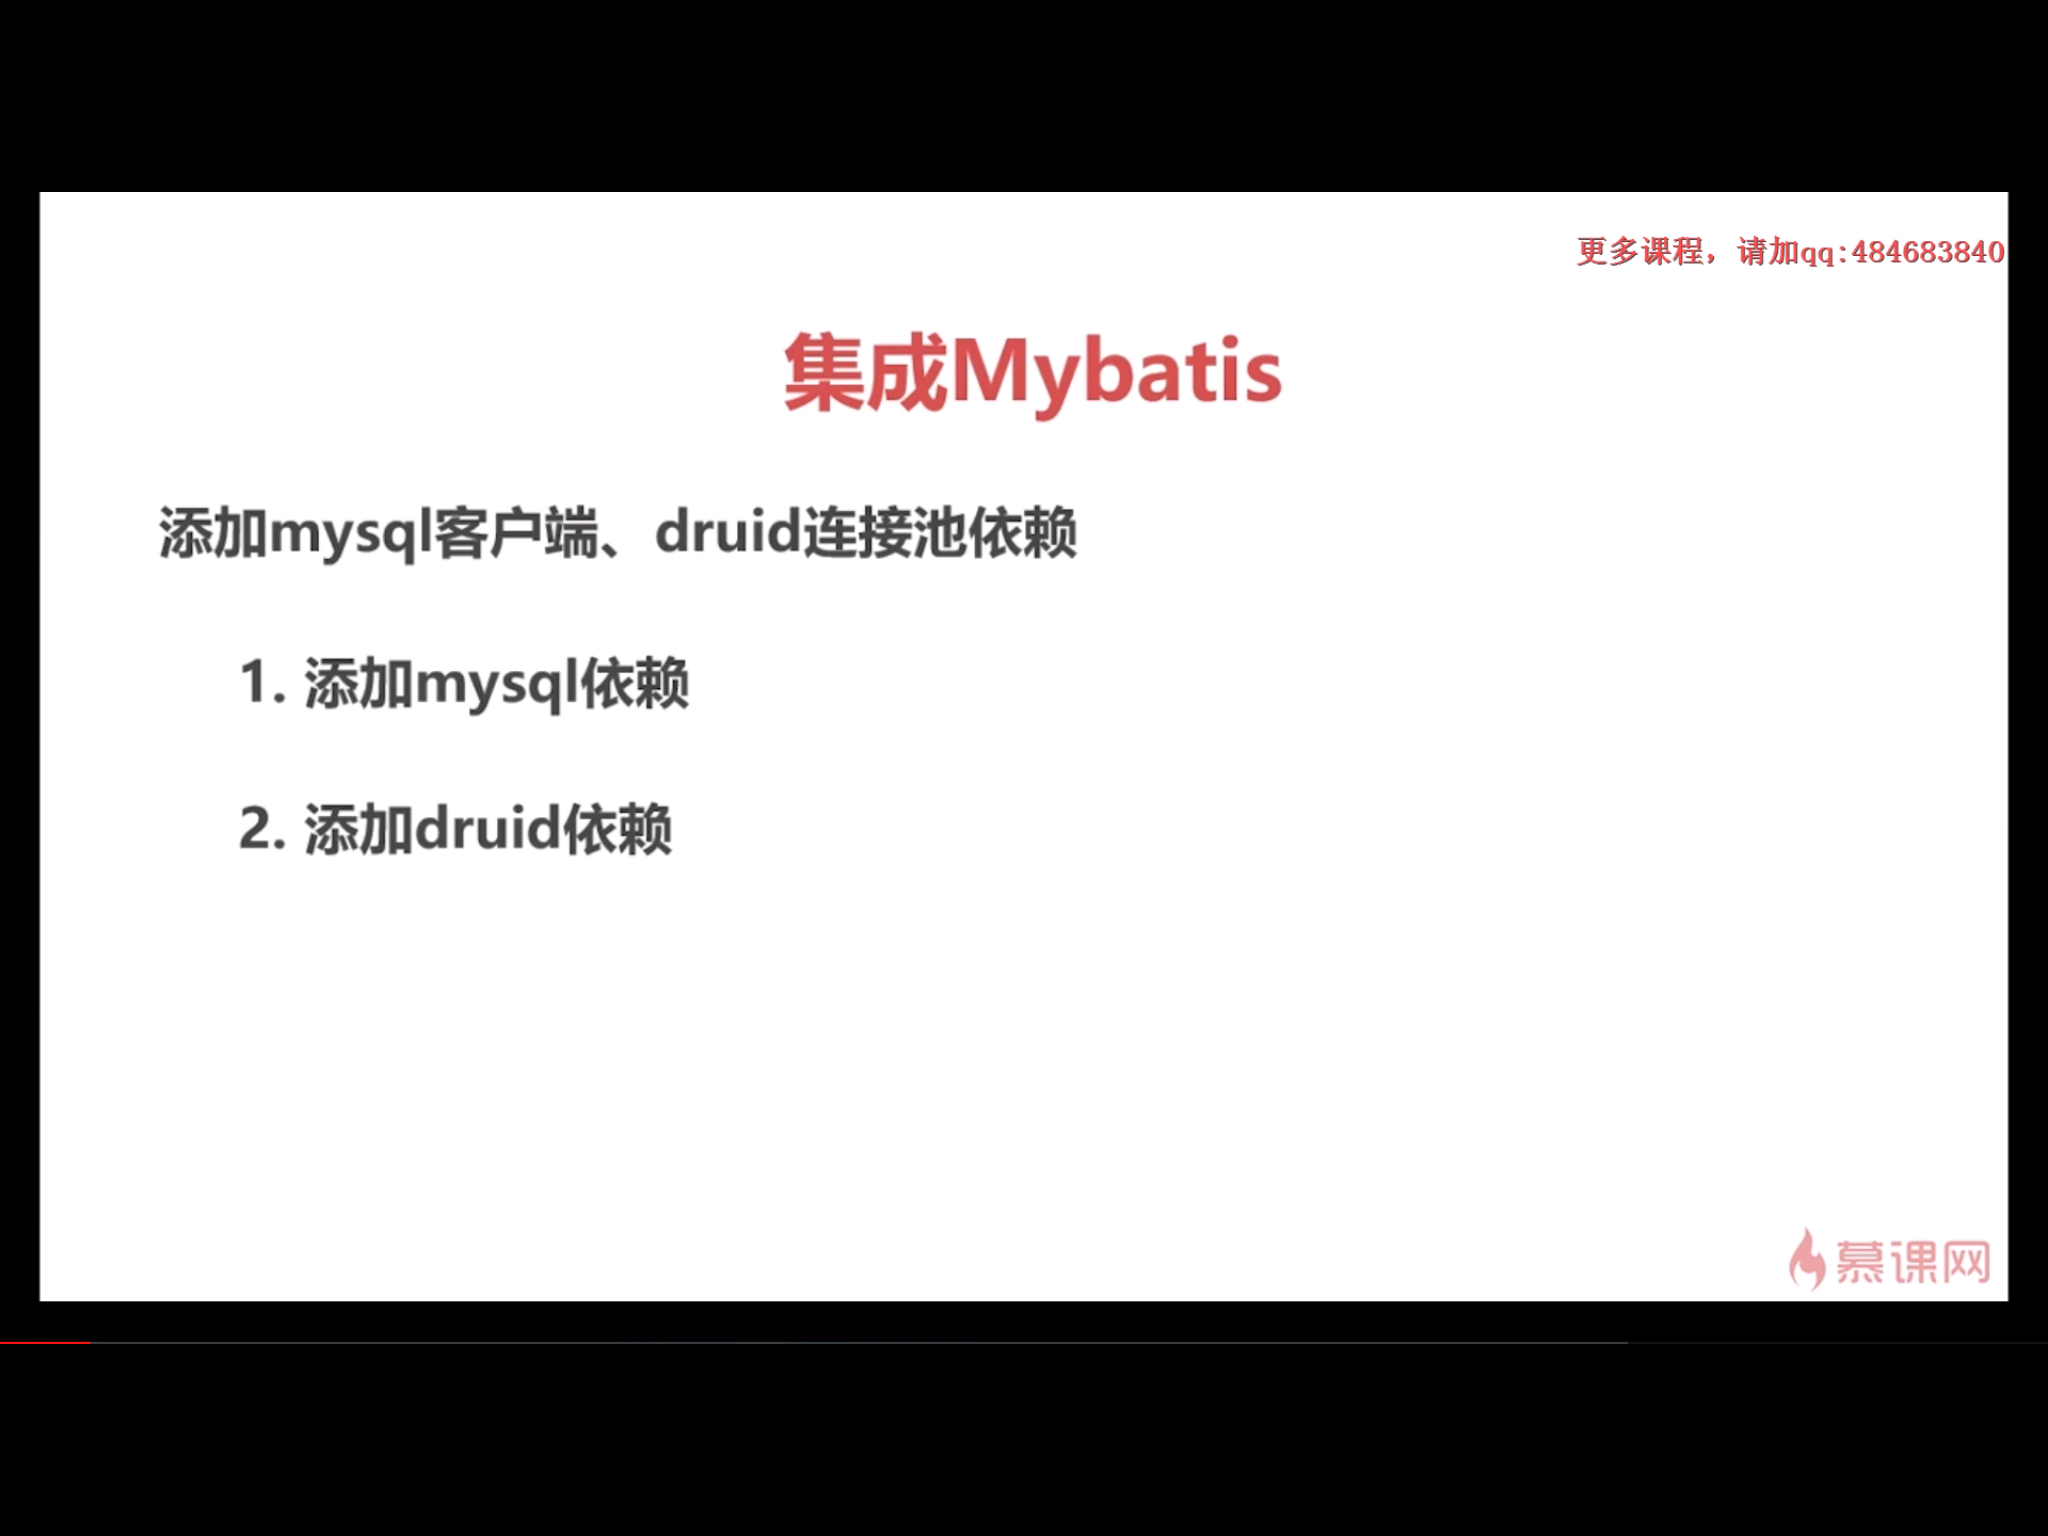 更多课程，请加qq:484683840
集成Mybatis
添加mysql客户端、druid连接池依赖
1. 添加mysql依赖
2. 添加druid依赖
慕课网